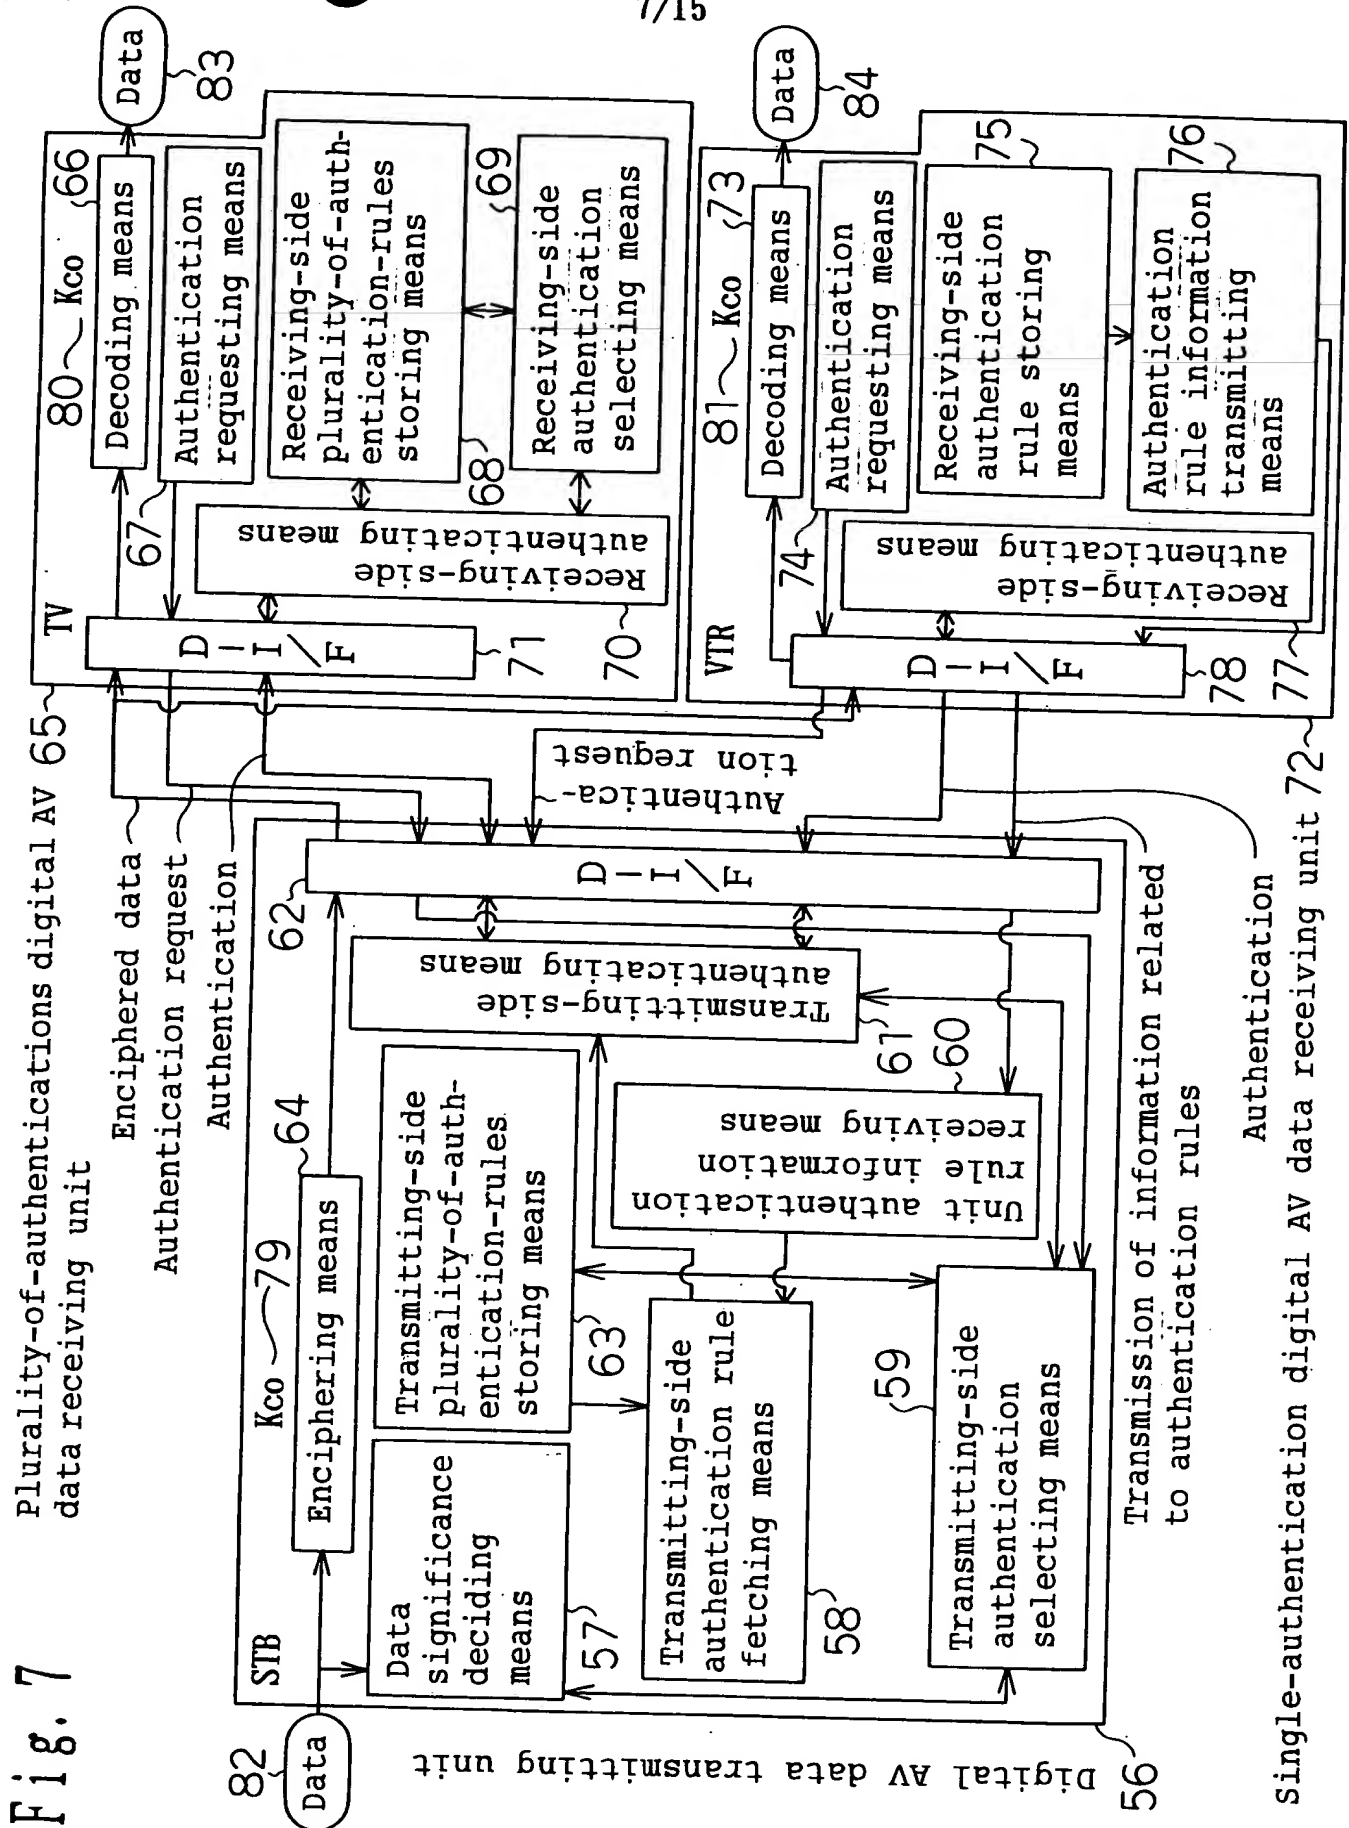 7/15
Fig. 7
Plurality-of-authentications digital AV
data receiving unit
65
TV
80
Kco
66
Decoding means
Data
83
67
Authentication
requesting means
Receiving-side
plurality-of-auth-
entication-rules
storing means
68
69
Receiving-side
authentication
selecting means
Receiving-side
authenticating means
70
D-I/F
71
Enciphered data
Authentication request
Authentication
Authentica-
tion request
VTR
81
Kco
73
Decoding means
Data
84
74
Authentication
requesting means
Receiving-side
authentication
rule storing
means
75
Authentication
rule information
transmitting
means
76
Receiving-side
authenticating means
77
D-I/F
78
82
Data
STB
Kco
79
64
Enciphering means
62
D-I/F
Data
significance
deciding
means
57
Transmitting-side
plurality-of-auth-
entication-rules
storing means
63
Transmitting-side
authenticating means
61
60
Unit authentication
rule information
receiving means
Transmitting-side
authentication rule
fetching means
58
59
Transmitting-side
authentication
selecting means
Digital AV data transmitting unit
56
Transmission of information related
to authentication rules
Authentication
Single-authentication digital AV data receiving unit
72